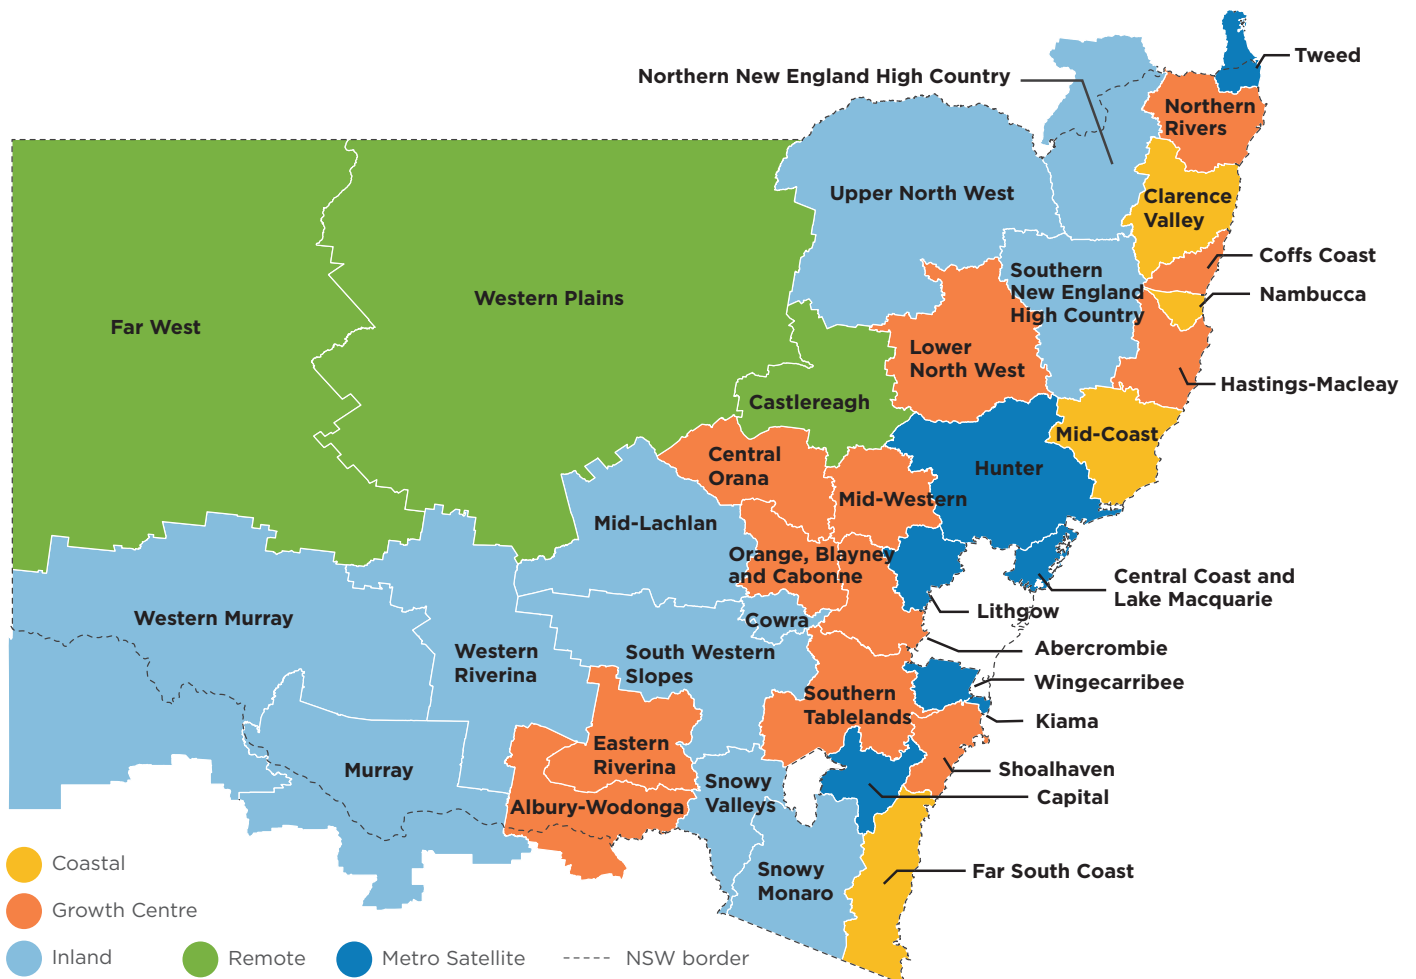 Tweed
Northern New England High Country
Northern
Rivers
Upper North West
Clarence
Valley
Coffs Coast
Southern
New England
High Country
Nambucca
Western Plains
Far West
Lower
North West
Hastings-Macleay
Castlereagh
Mid-Coast
Central
Orana
Hunter
Mid-Western
Mid-Lachlan
Orange, Blayney
and Cabonne
Central Coast and
Lake Macquarie
Lithgow
Western Murray
Cowra
Abercrombie
Western
Riverina
South Western
Slopes
Wingecarribee
Southern
Tablelands
Kiama
Eastern
Riverina
Murray
Shoalhaven
Snowy
Valleys
Capital
Albury-Wodonga
Snowy
Monaro
Far South Coast
Coastal
Growth Centre
Inland
Remote
Metro Satellite
NSW border